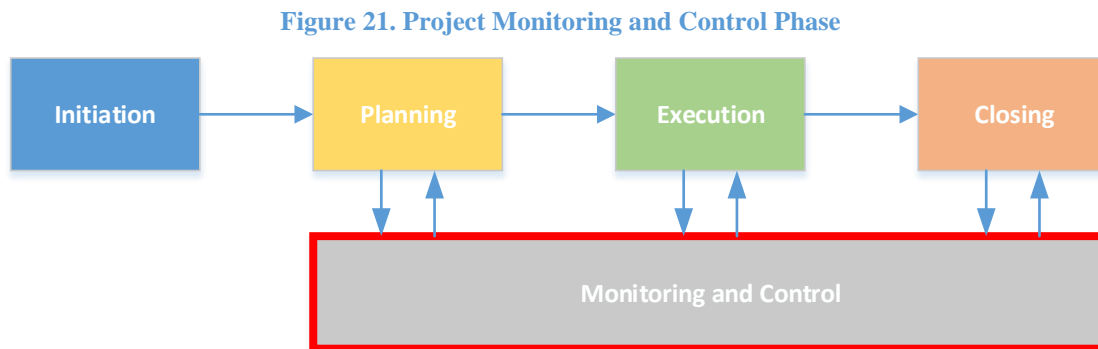 Figure 21. Project Monitoring and Control Phase
Initiation
Planning
Execution
Closing
Monitoring and Control